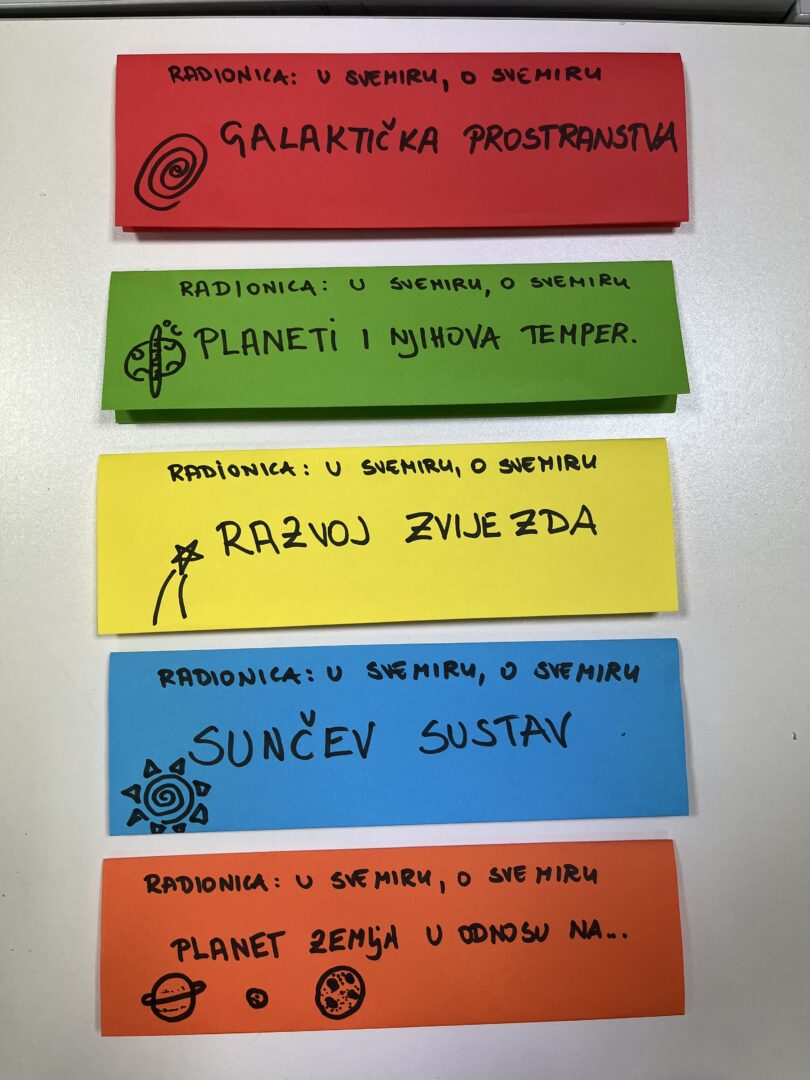 RADIONICA: U SVEMIRU, O SVEMIRU
GALAKTIČKA PROSTRANSTVA
RADIONICA: U SVEMIRU, O SVEMIRU
°C
PLANETI I NJIHOVA TEMPER.
RADIONICA: U SVEMIRU, O SVEMIRU
RAZVOJ ZVIJEZDA
RADIONICA: U SVEMIRU, O SVEMIRU
SUNČEV SUSTAV
RADIONICA: U SVEMIRU, O SVEMIRU
PLANET ZEMljA U ODNOSU NA...